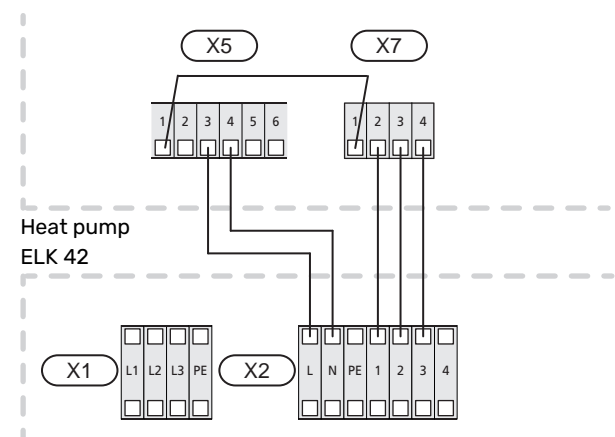 X5 X7
1 2 3 4 5 6 1 2 3 4
Heat pump
ELK 42
X1 L1 L2 L3 PE X2 L N PE 1 2 3 4